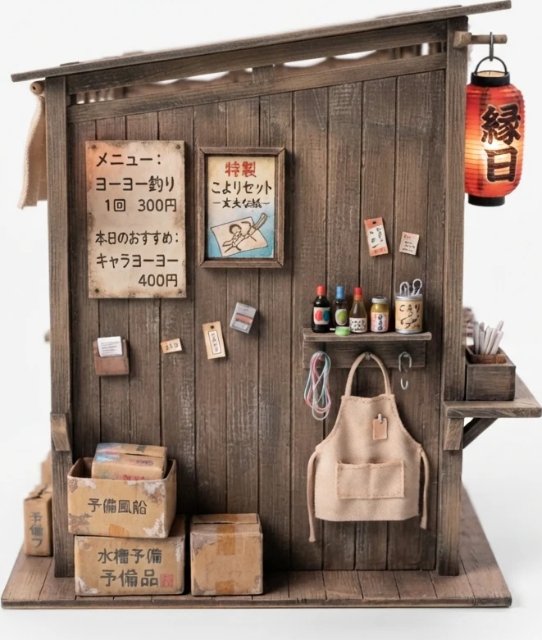 メニュー:
ヨーヨー釣り
1回 300円
本日のおすすめ:
キャラヨーヨー
400円
特製
こよりセット
縁日
予備風船
水槽予備
予備品